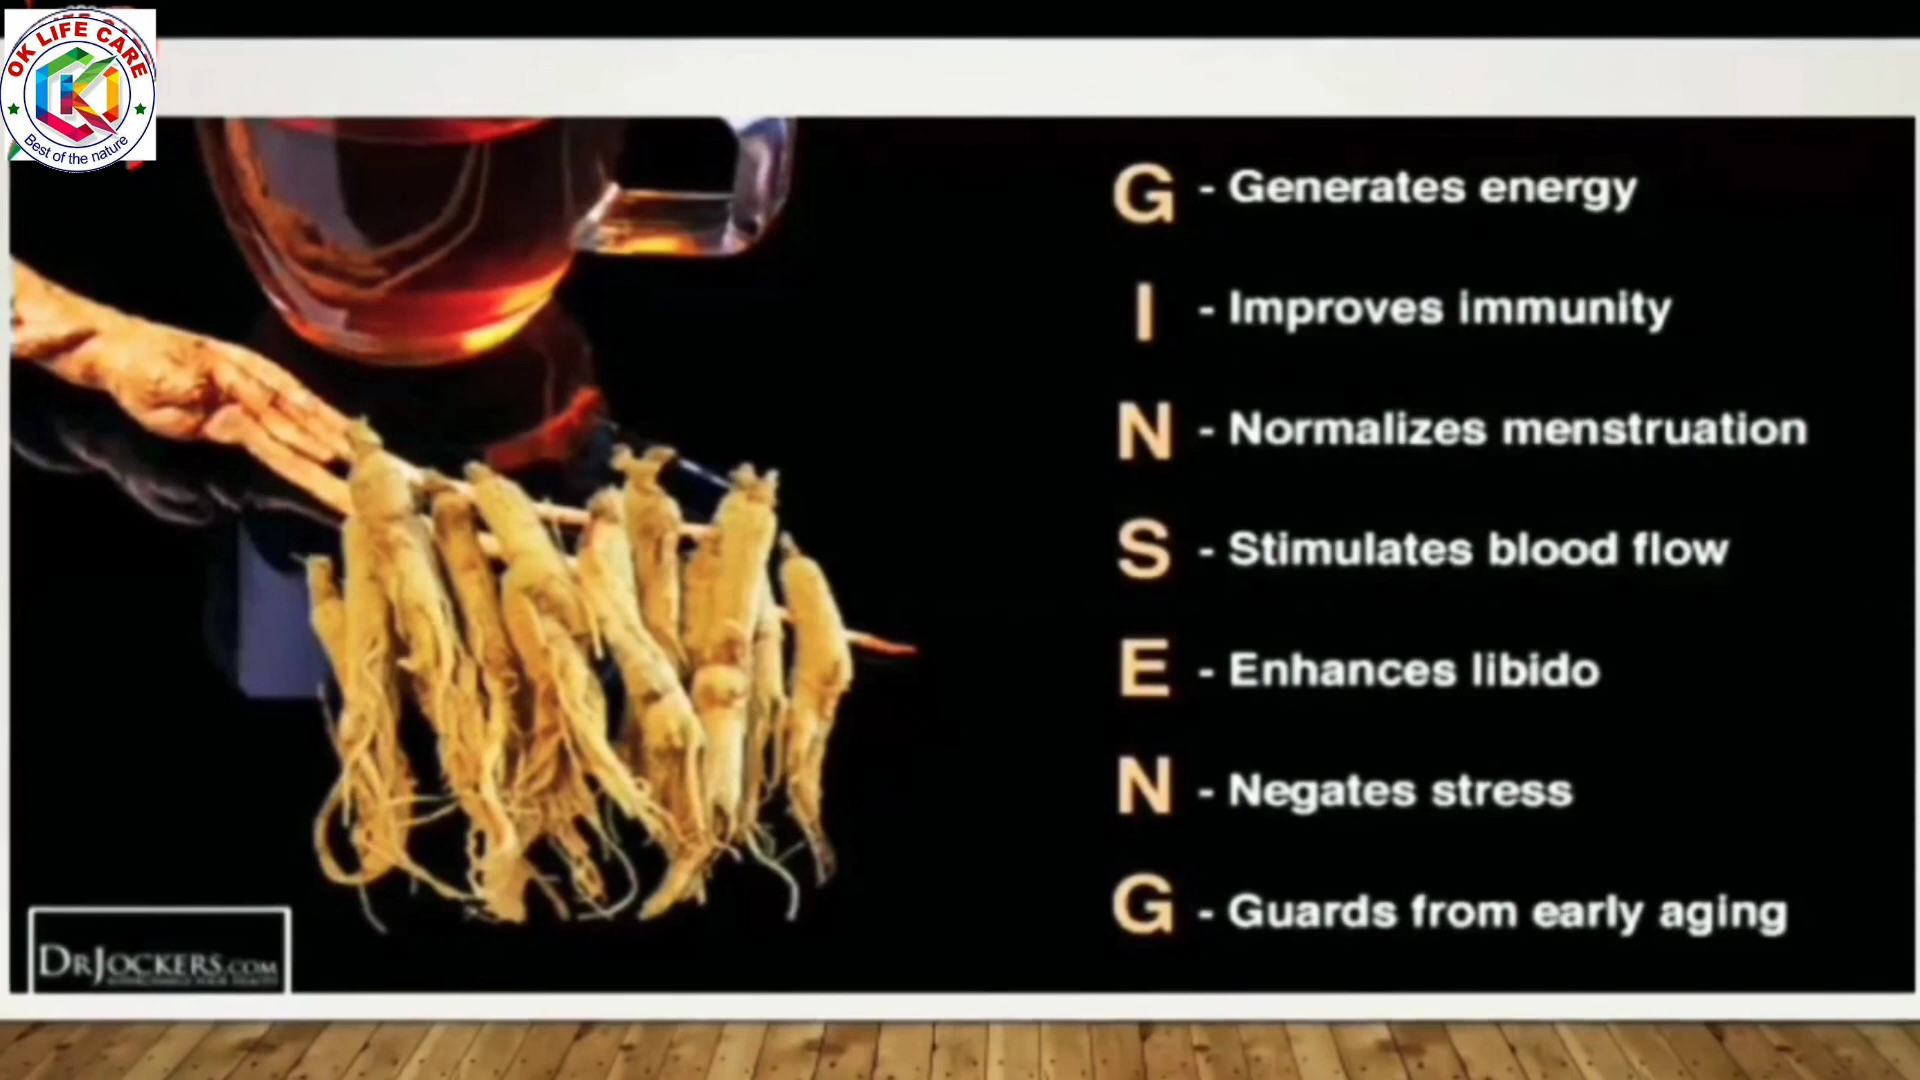 OK LIFE CARE
Best of the nature
G - Generates energy
I - Improves immunity
N - Normalizes menstruation
S - Stimulates blood flow
E - Enhances libido
N - Negates stress
G - Guards from early aging
DRJOCKERS.COM